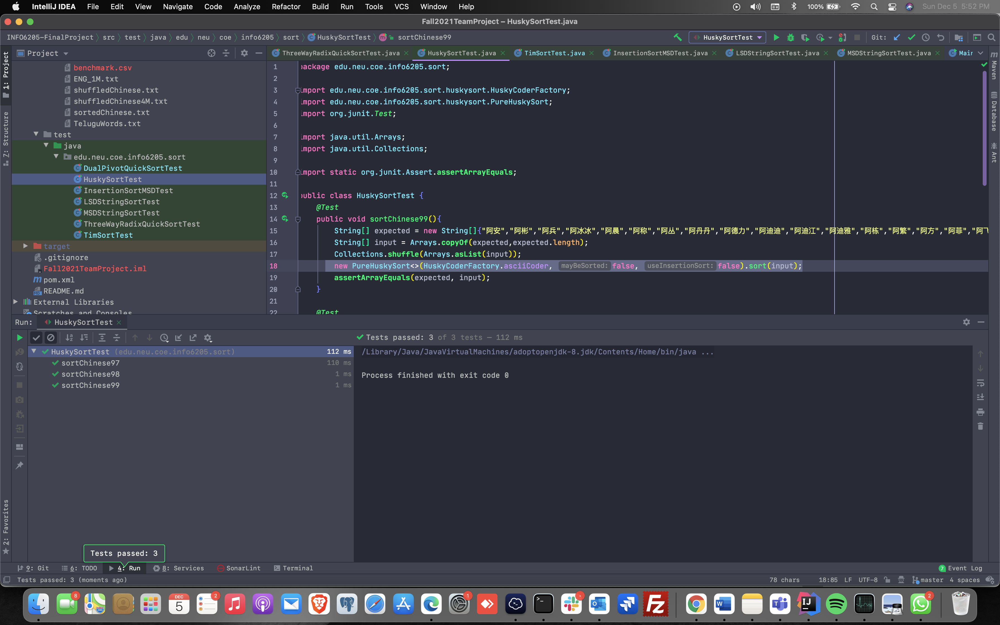 IntelliJ IDEA File Edit View Navigate Code Analyze Refactor Build Run Tools VCS Window Help 100% Sun Dec 5 5:52 PM
Fall2021TeamProject – HuskySortTest.java
INFO6205-FinalProject src test java edu neu coe info6205 sort HuskySortTest sortChinese99 HuskySortTest Git:
Project
ThreeWayRadixQuickSortTest.java HuskySortTest.java TimSortTest.java InsertionSortMSDTest.java LSDStringSortTest.java MSDStringSortTest.java Mair
1: Project
Z: Structure
2: Favorites
Maven
Database
Ant
benchmark.csv
ENG_1M.txt
shuffledChinese.txt
shuffledChinese4M.txt
sortedChinese.txt
TeluguWords.txt
test
java
edu.neu.coe.info6205.sort
DualPivotQuickSortTest
HuskySortTest
InsertionSortMSDTest
LSDStringSortTest
MSDStringSortTest
ThreeWayRadixQuickSortTest
TimSortTest
target
.gitignore
Fall2021TeamProject.iml
pom.xml
README.md
External Libraries
Scratches and Consoles
1 package edu.neu.coe.info6205.sort;
2
3 import edu.neu.coe.info6205.sort.huskysort.HuskyCoderFactory;
4 import edu.neu.coe.info6205.sort.huskysort.PureHuskySort;
5 import org.junit.Test;
6
7 import java.util.Arrays;
8 import java.util.Collections;
9
10 import static org.junit.Assert.assertArrayEquals;
11
12 public class HuskySortTest {
13 @Test
14 public void sortChinese99(){
15 String[] expected = new String[]{"阿安","阿彬","阿兵","阿冰冰","阿晨","阿称","阿丛","阿丹丹","阿德力","阿迪迪","阿迪江","阿迪雅","阿栋","阿繁","阿方","阿菲","阿飞
16 String[] input = Arrays.copyOf(expected,expected.length);
17 Collections.shuffle(Arrays.asList(input));
18 new PureHuskySort<>(HuskyCoderFactory.asciiCoder, mayBeSorted: false, useInsertionSort: false).sort(input);
19 assertArrayEquals(expected, input);
20 }
21
22 @Test
Run: HuskySortTest
Tests passed: 3 of 3 tests – 112 ms
HuskySortTest (edu.neu.coe.info6205.sort) 112 ms
sortChinese97 110 ms
sortChinese98 1 ms
sortChinese99 1 ms
/Library/Java/JavaVirtualMachines/adoptopenjdk-8.jdk/Contents/Home/bin/java ...
Process finished with exit code 0
Tests passed: 3
9: Git 6: TODO 4: Run 8: Services SonarLint Terminal 7 Event Log
Tests passed: 3 (moments ago) 78 chars 18:85 LF UTF-8 master 4 spaces
8 280 DEC 5 2 1 O W IJ 2 Fz